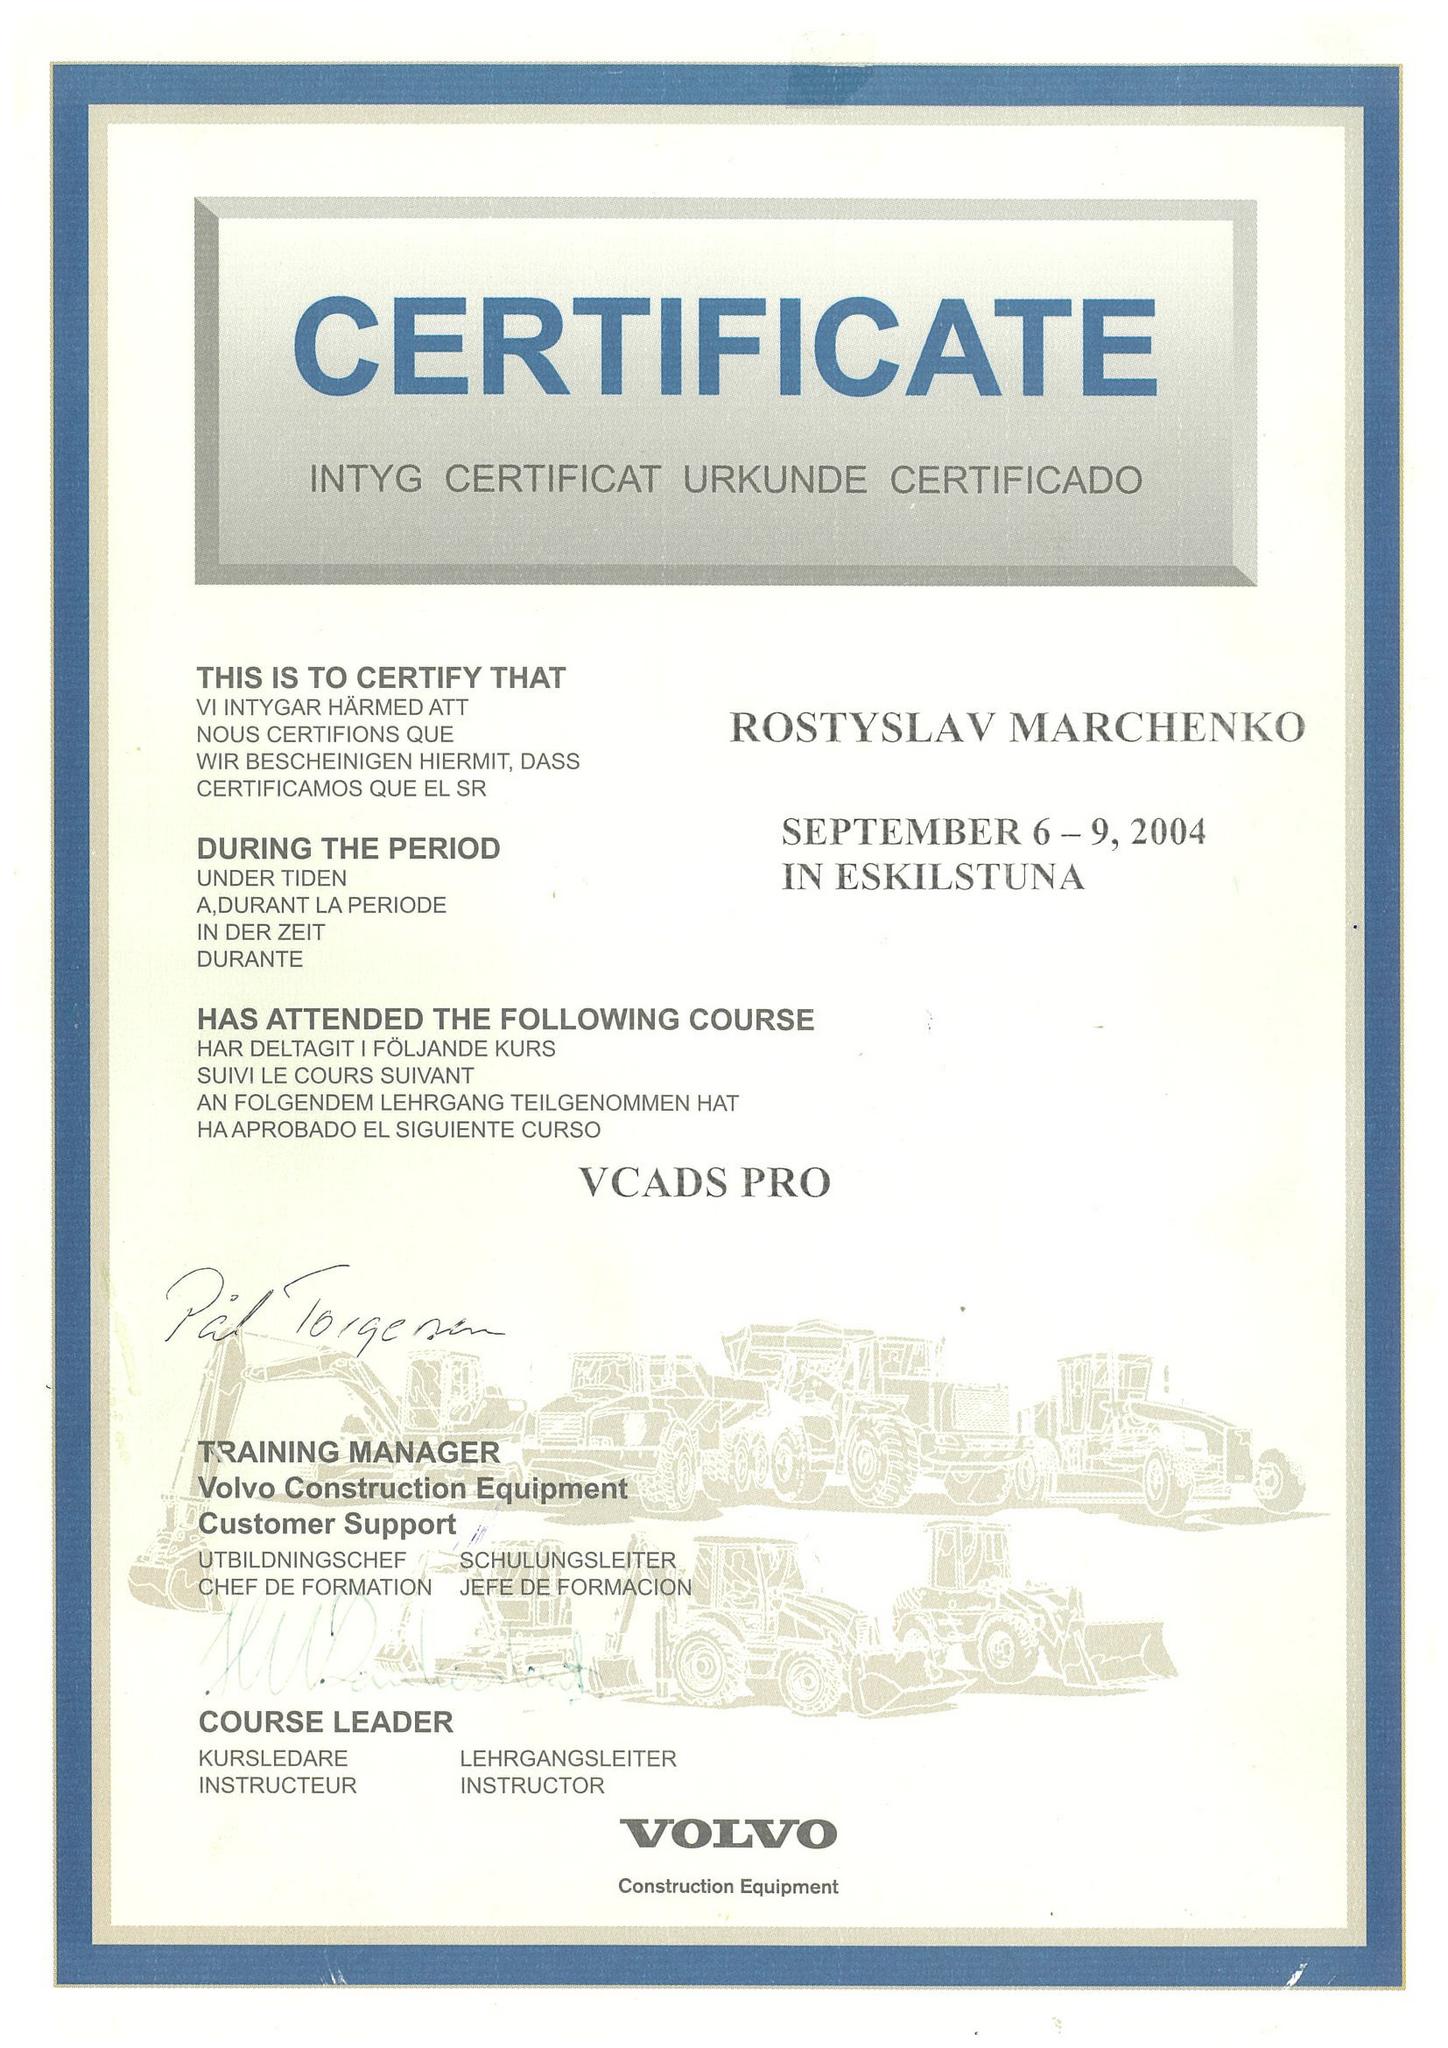 CERTIFICATE
INTYG CERTIFICAT URKUNDE CERTIFICADO
THIS IS TO CERTIFY THAT
VI INTYGAR HÄRMED ATT
NOUS CERTIFIONS QUE
WIR BESCHEINIGEN HIERMIT, DASS
CERTIFICAMOS QUE EL SR
ROSTYSLAV MARCHENKO
DURING THE PERIOD
UNDER TIDEN
A,DURANT LA PERIODE
IN DER ZEIT
DURANTE
SEPTEMBER 6 – 9, 2004
IN ESKILSTUNA
HAS ATTENDED THE FOLLOWING COURSE
HAR DELTAGIT I FÖLJANDE KURS
SUIVI LE COURS SUIVANT
AN FOLGENDEM LEHRGANG TEILGENOMMEN HAT
HA APROBADO EL SIGUIENTE CURSO
VCADS PRO
Pål Torgersen
TRAINING MANAGER
Volvo Construction Equipment
Customer Support
UTBILDNINGSCHEF SCHULUNGSLEITER
CHEF DE FORMATION JEFE DE FORMACION
COURSE LEADER
KURSLEDARE LEHRGANGSLEITER
INSTRUCTEUR INSTRUCTOR
VOLVO
Construction Equipment